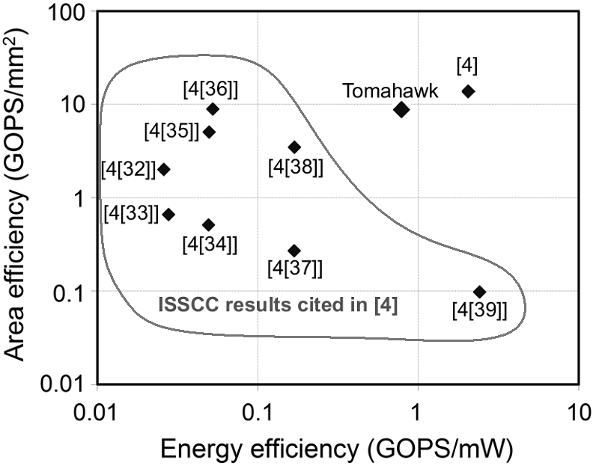 Area efficiency (GOPS/mm²)
100
10
1
0.1
0.01
[4]
[4[36]]
Tomahawk
[4[35]]
[4[38]]
[4[32]]
[4[33]]
[4[34]]
[4[37]]
ISSCC results cited in [4]
[4[39]]
0.01 0.1 1 10
Energy efficiency (GOPS/mW)